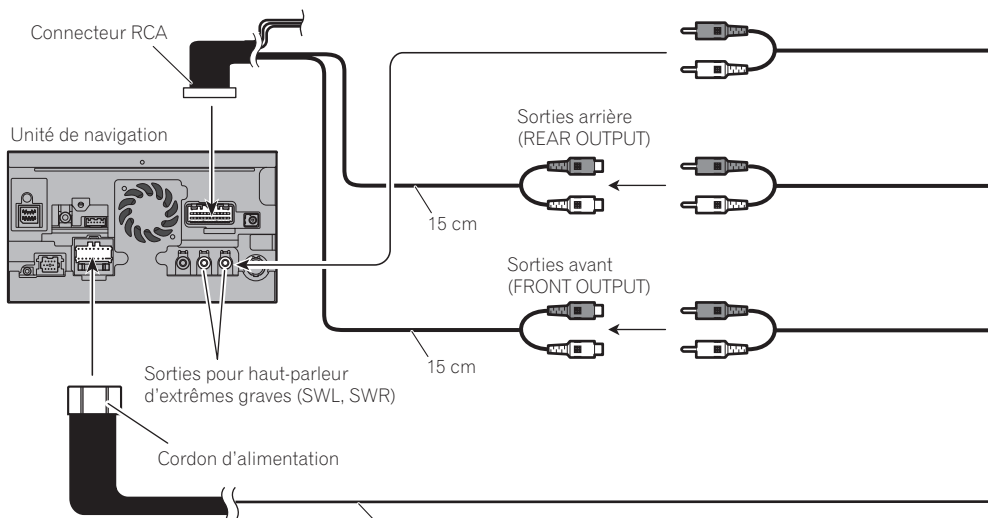 Connecteur RCA
Unité de navigation
Sorties arrière
(REAR OUTPUT)
15 cm
Sorties avant
(FRONT OUTPUT)
15 cm
Sorties pour haut-parleur
d'extrêmes graves (SWL, SWR)
Cordon d'alimentation